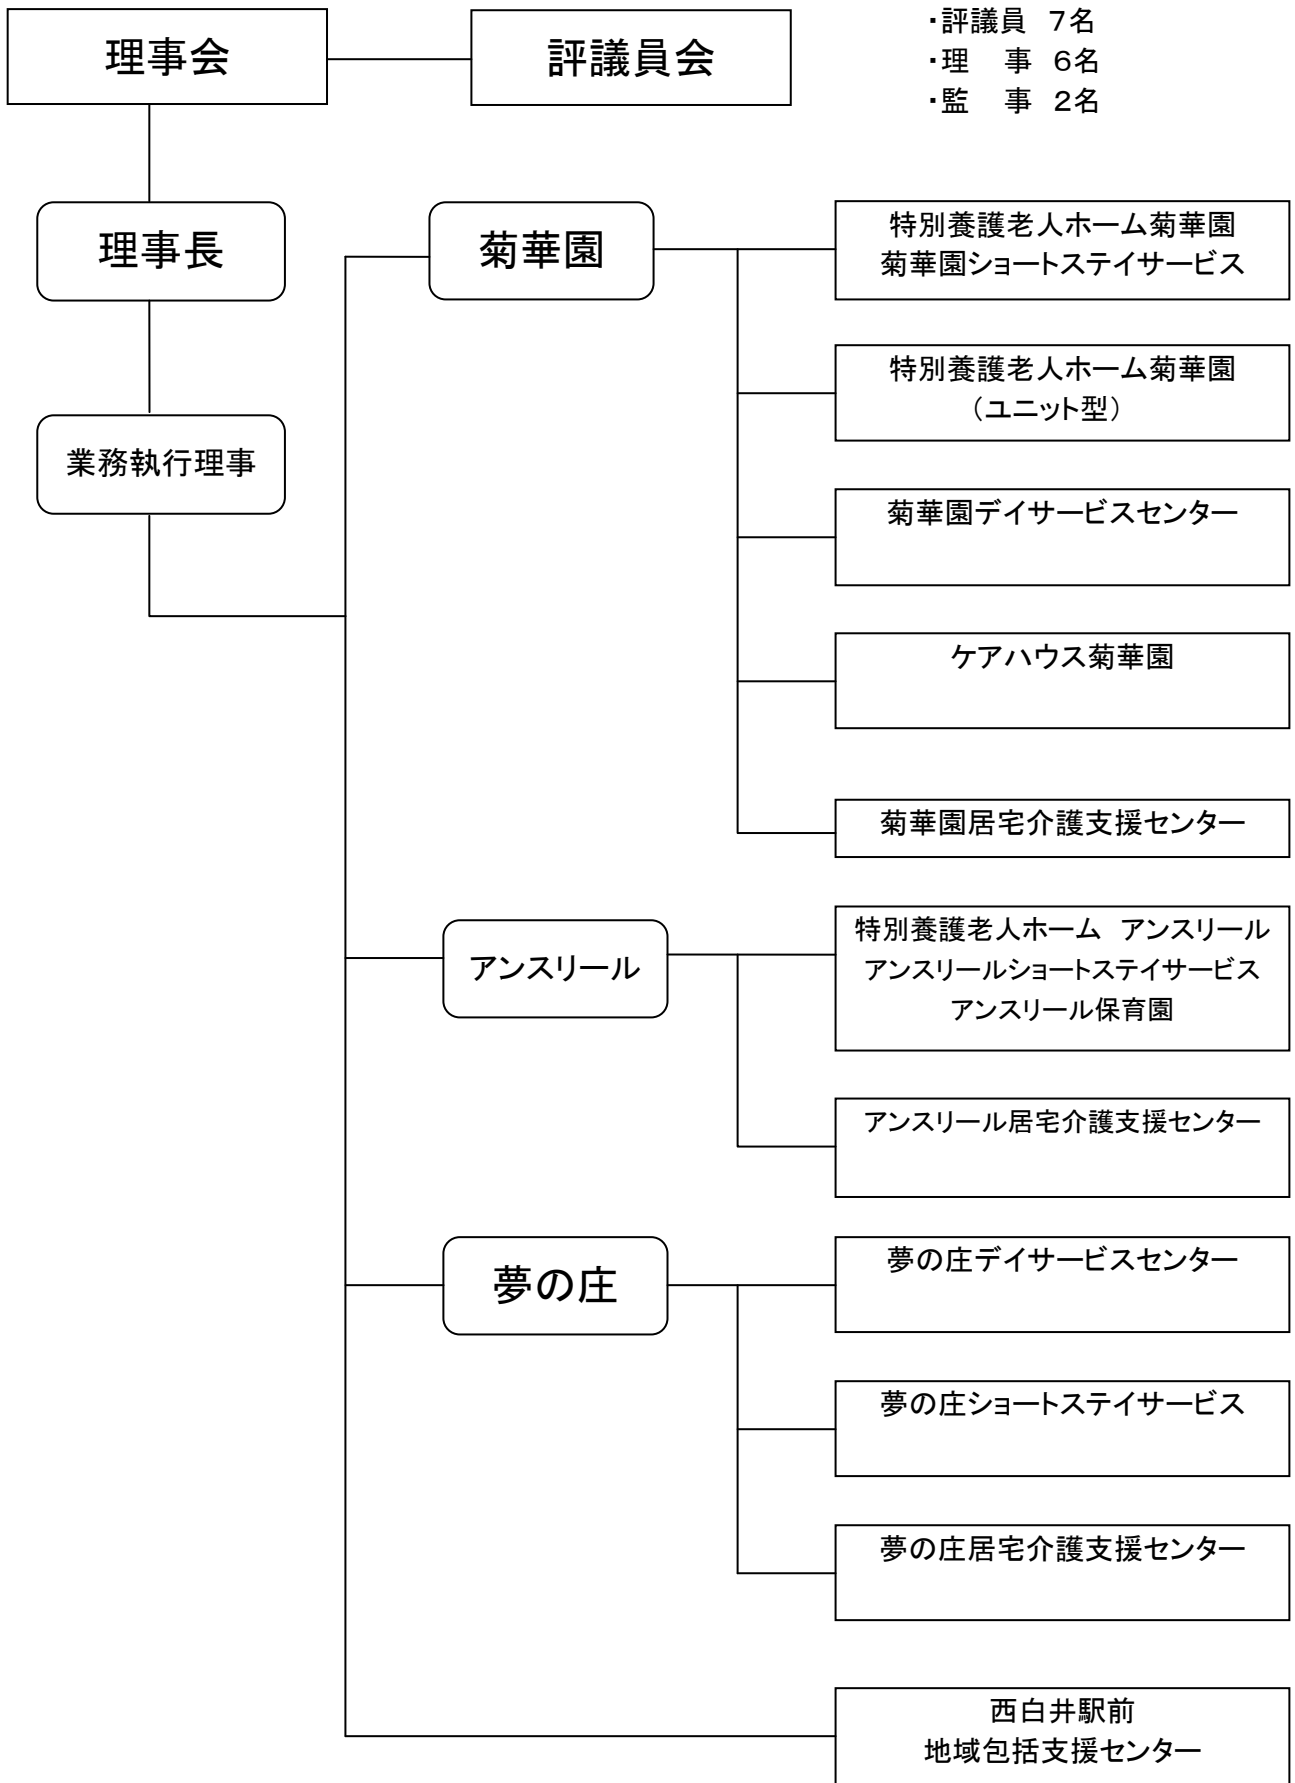 理事会
評議員会
・評議員　７名
・理　事　６名
・監　事　２名
理事長
業務執行理事
菊華園
特別養護老人ホーム菊華園
菊華園ショートステイサービス
特別養護老人ホーム菊華園
（ユニット型）
菊華園デイサービスセンター
ケアハウス菊華園
菊華園居宅介護支援センター
アンスリール
特別養護老人ホーム　アンスリール
アンスリールショートステイサービス
アンスリール保育園
アンスリール居宅介護支援センター
夢の庄
夢の庄デイサービスセンター
夢の庄ショートステイサービス
夢の庄居宅介護支援センター
西白井駅前
地域包括支援センター